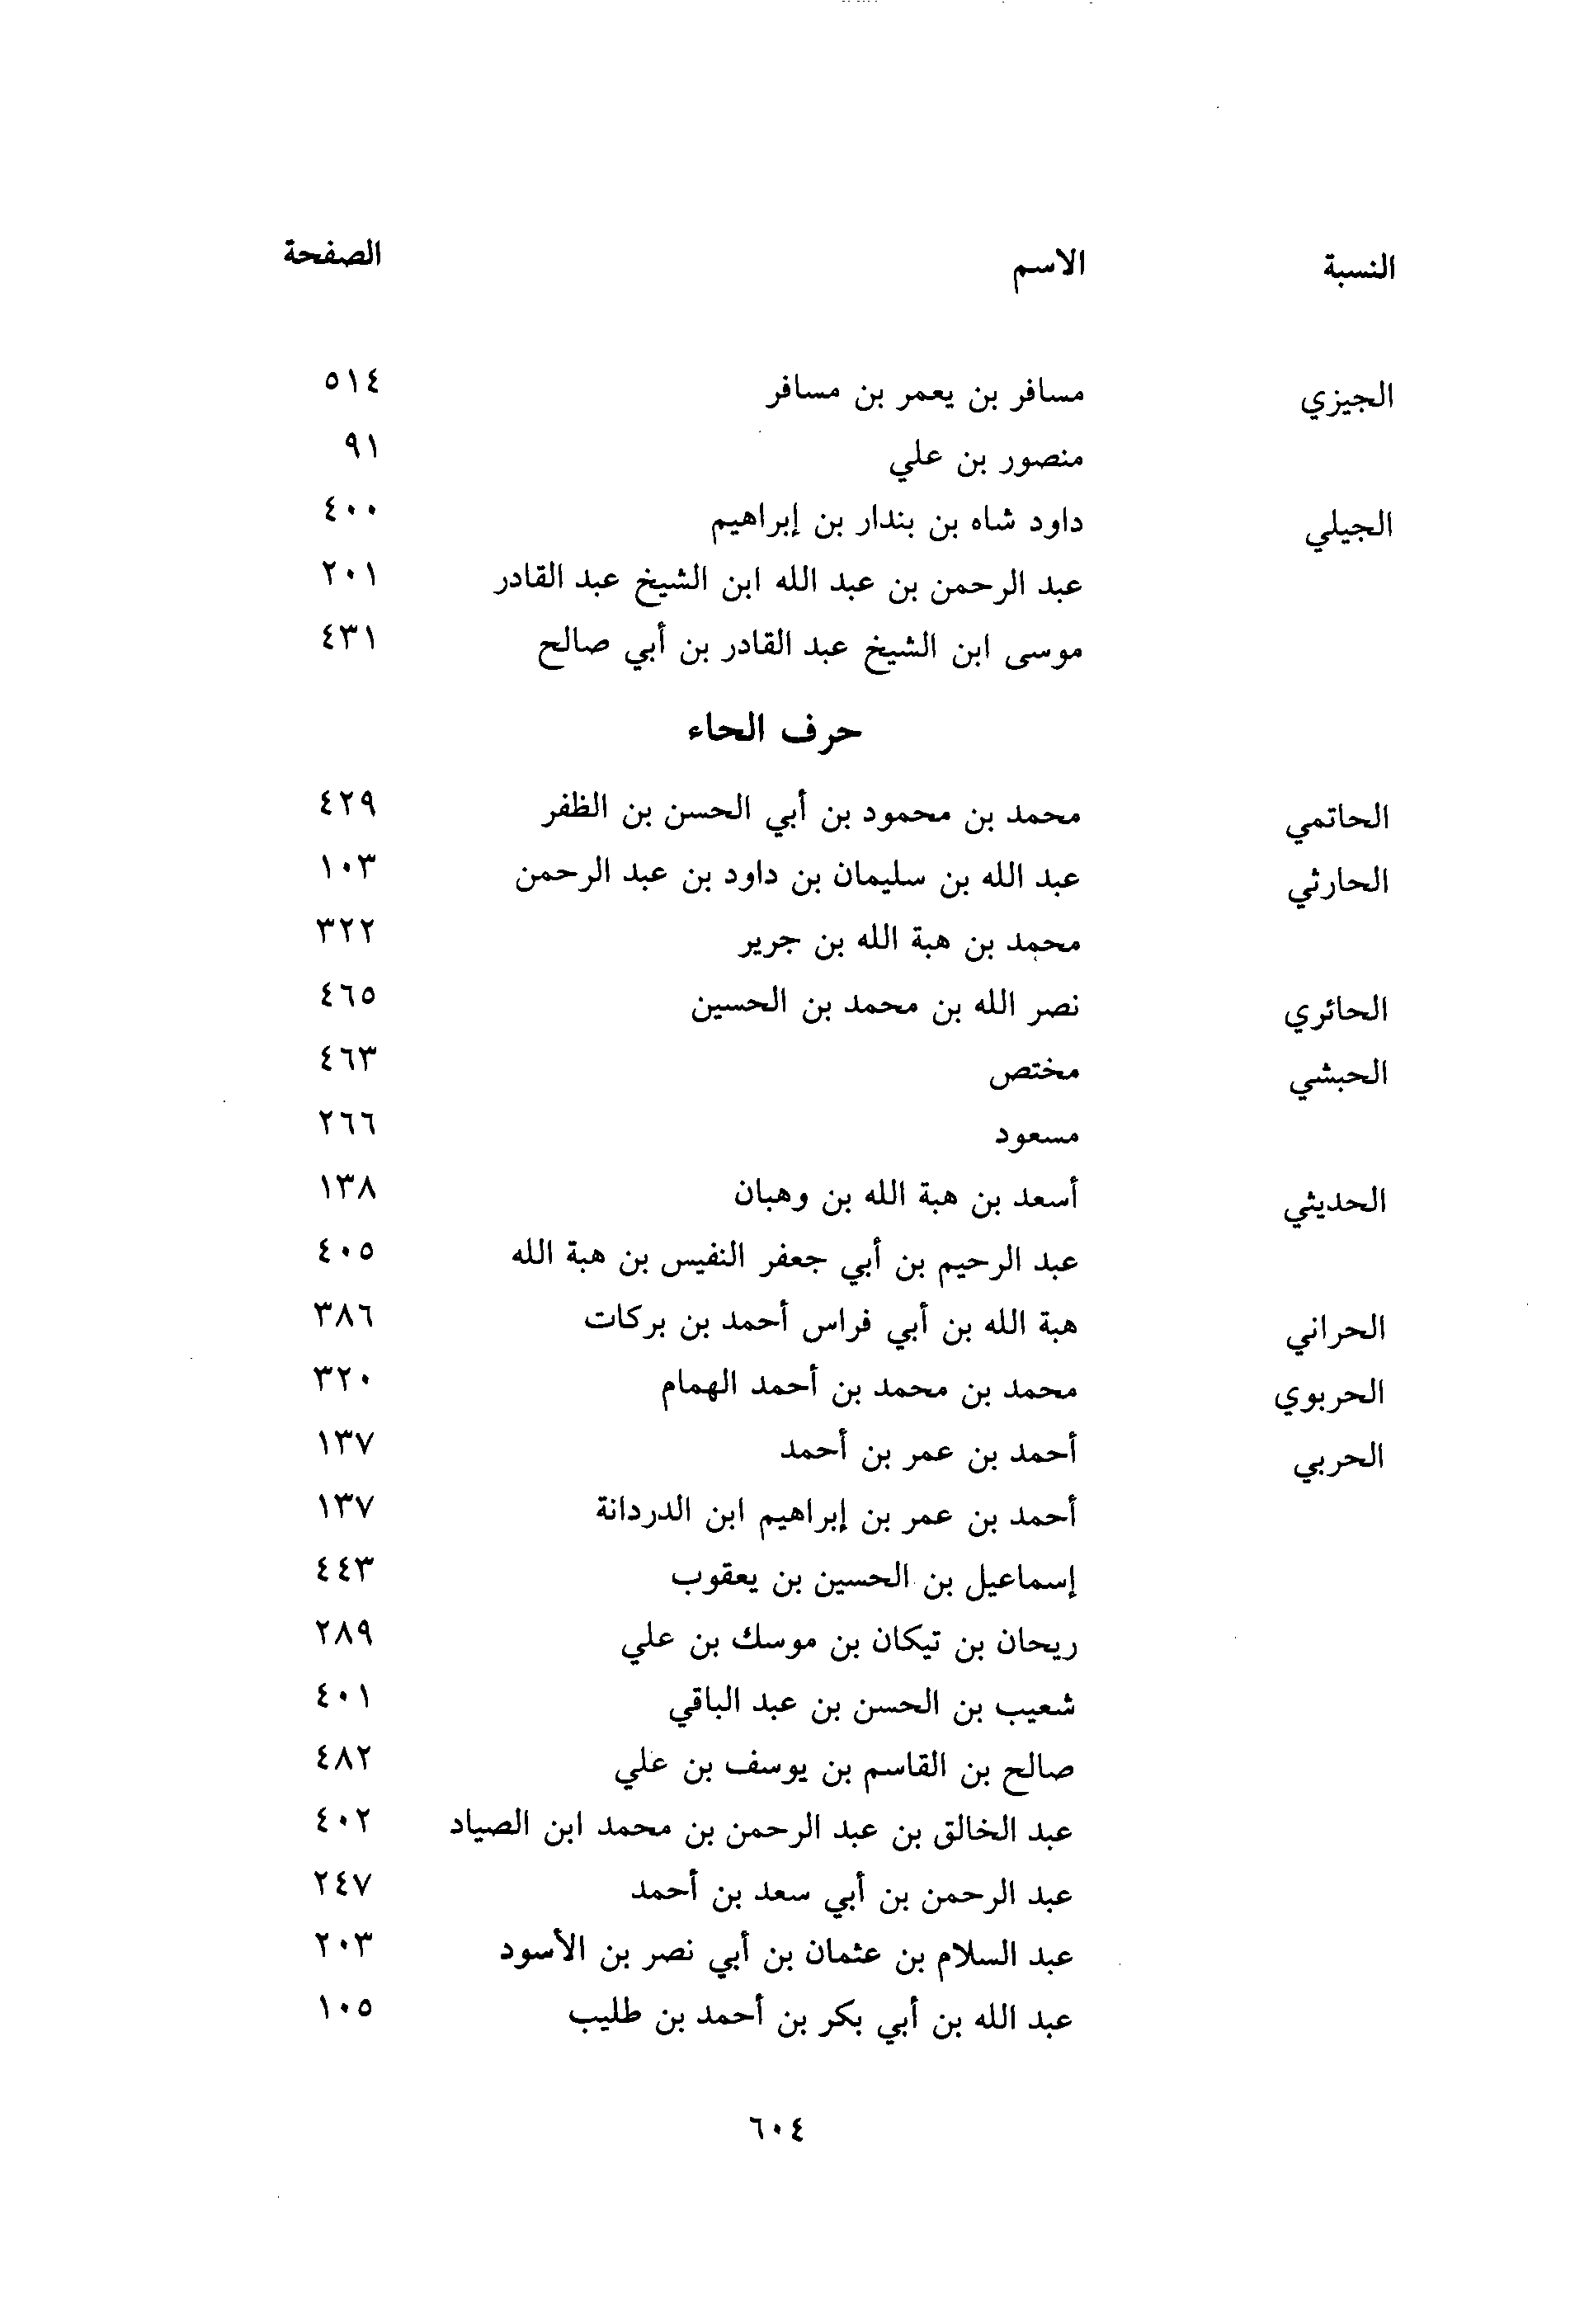 النسبة الاسم الصفحة
الجيزي مسافر بن يعمر بن مسافر ٥١٤
منصور بن علي ٩١
الجيلي داود شاه بن بندار بن إبراهيم ٤٠٠
عبد الرحمن بن عبد الله ابن الشيخ عبد القادر ٢٠١
موسى ابن الشيخ عبد القادر بن أبي صالح ٤٣١
حرف الحاء
الحاتمي محمد بن محمود بن أبي الحسن بن الظفر ٤٢٩
الحارثي عبد الله بن سليمان بن داود بن عبد الرحمن ١٠٣
محمد بن هبة الله بن جرير ٣٢٢
الحائري نصر الله بن محمد بن الحسين ٤٦٥
الحبشي مختص ٤٦٣
مسعود ٢٦٦
الحديثي أسعد بن هبة الله بن وهبان ١٣٨
عبد الرحيم بن أبي جعفر النفيس بن هبة الله ٤٠٥
الحراني هبة الله بن أبي فراس أحمد بن بركات ٣٨٦
الحربوي محمد بن محمد بن أحمد الهمام ٣٢٠
الحربي أحمد بن عمر بن أحمد ١٣٧
أحمد بن عمر بن إبراهيم ابن الدردانة ١٣٧
إسماعيل بن الحسين بن يعقوب ٤٤٣
ريحان بن تيكان بن موسك بن علي ٢٨٩
شعيب بن الحسن بن عبد الباقي ٤٠١
صالح بن القاسم بن يوسف بن علي ٤٨٢
عبد الخالق بن عبد الرحمن بن محمد ابن الصياد ٤٠٢
عبد الرحمن بن أبي سعد بن أحمد ٢٤٧
عبد السلام بن عثمان بن أبي نصر بن الأسود ٢٠٣
عبد الله بن أبي بكر بن أحمد بن طليب ١٠٥
٦٠٤